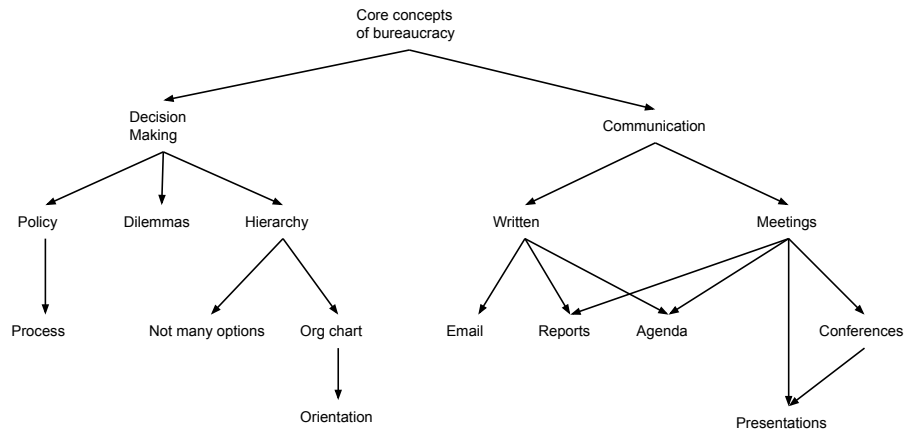 Core concepts
of bureaucracy
Decision
Making
Communication
Policy
Dilemmas
Hierarchy
Written
Meetings
Process
Not many options
Org chart
Email
Reports
Agenda
Conferences
Orientation
Presentations